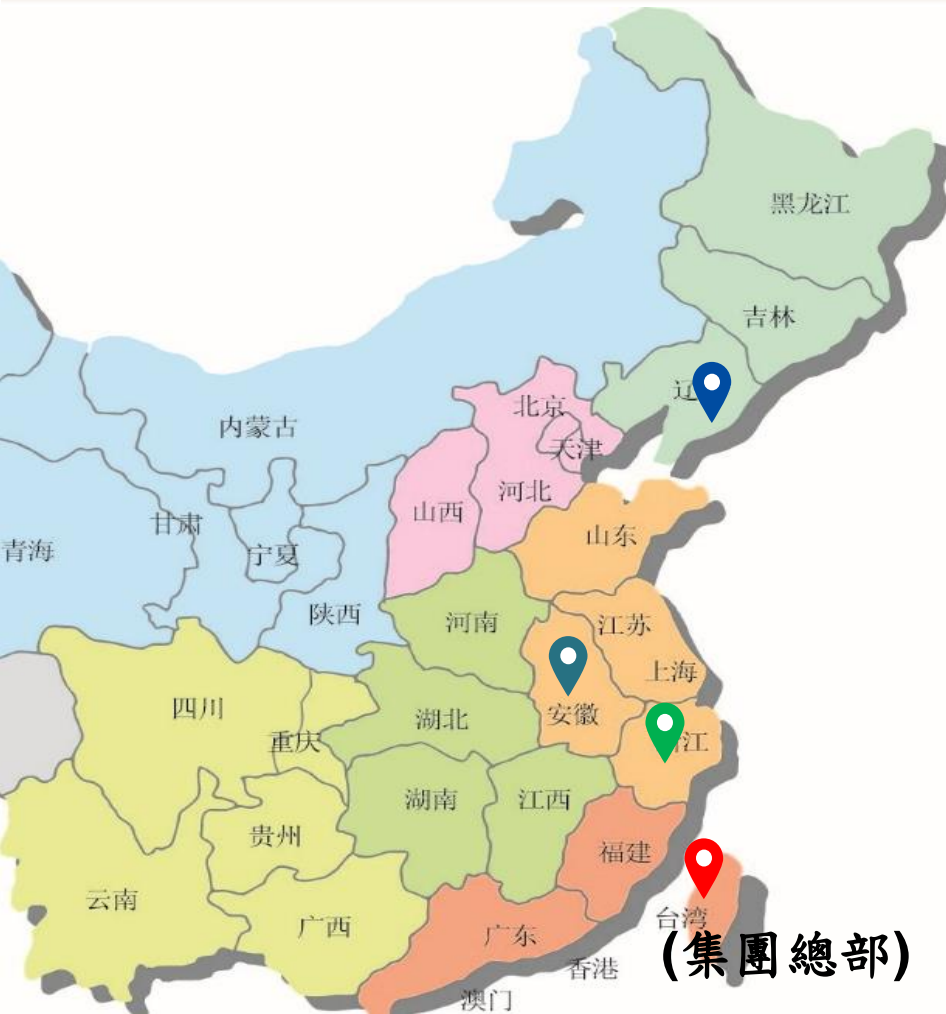 黑龙江
吉林
辽
北京
内蒙古
天津
河北
山西
甘肃
山东
青海
宁夏
陕西
河南
江苏
上海
四川
安徽
湖北
重庆
江
湖南
江西
贵州
福建
云南
台湾
广西
广东
(集團總部)
香港
澳门